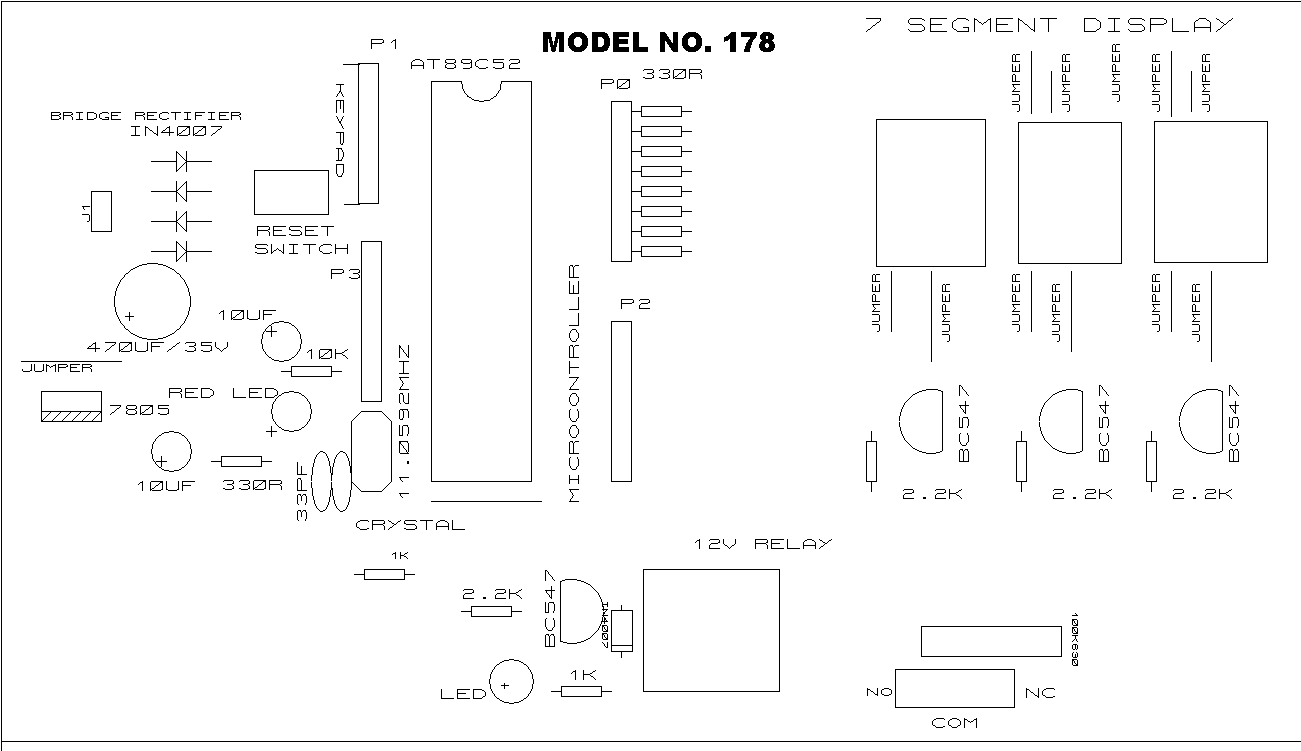 MODEL NO. 178
7 SEGMENT DISPLAY
P1
AT89C52
330R
P0
JUMPER
JUMPER
JUMPER
JUMPER
JUMPER
KEYPAD
BRIDGE RECTIFIER
IN4007
J1
RESET
SWITCH
P3
MICROCONTROLLER
P2
JUMPER
JUMPER
JUMPER
JUMPER
JUMPER
JUMPER
10UF
470UF/35V
10K
11.0592MHZ
JUMPER
RED LED
7805
BC547
BC547
BC547
10UF
330R
33PF
2.2K
2.2K
2.2K
CRYSTAL
12V RELAY
1K
2.2K
BC547
IN4007
100K630
1K
LED
NO
NC
COM